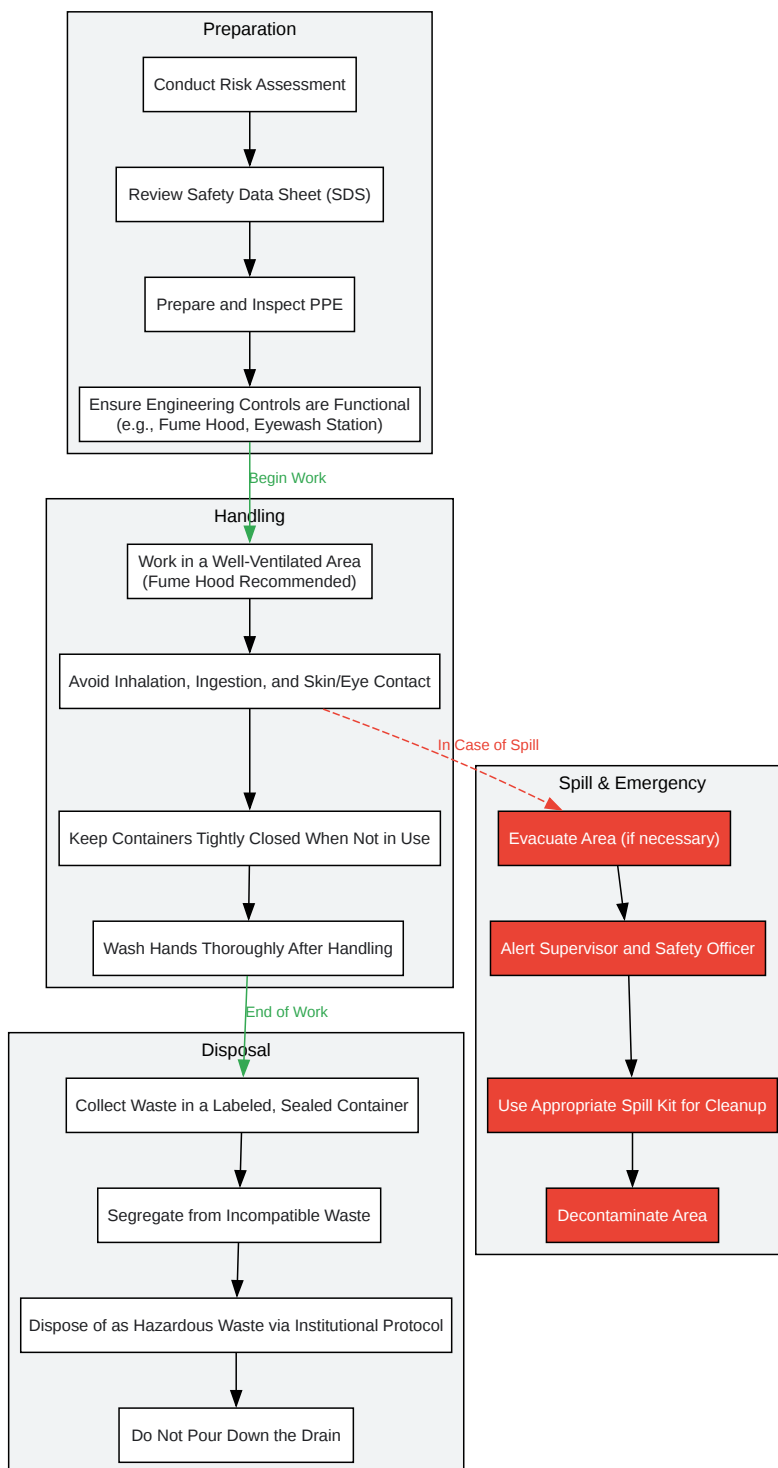 Preparation
Conduct Risk Assessment
Review Safety Data Sheet (SDS)
Prepare and Inspect PPE
Ensure Engineering Controls are Functional
(e.g., Fume Hood, Eyewash Station)
Begin Work
Handling
Work in a Well-Ventilated Area
(Fume Hood Recommended)
Avoid Inhalation, Ingestion, and Skin/Eye Contact
In Case of Spill
Keep Containers Tightly Closed When Not in Use
Wash Hands Thoroughly After Handling
Spill & Emergency
Evacuate Area (if necessary)
Alert Supervisor and Safety Officer
Use Appropriate Spill Kit for Cleanup
Decontaminate Area
End of Work
Disposal
Collect Waste in a Labeled, Sealed Container
Segregate from Incompatible Waste
Dispose of as Hazardous Waste via Institutional Protocol
Do Not Pour Down the Drain